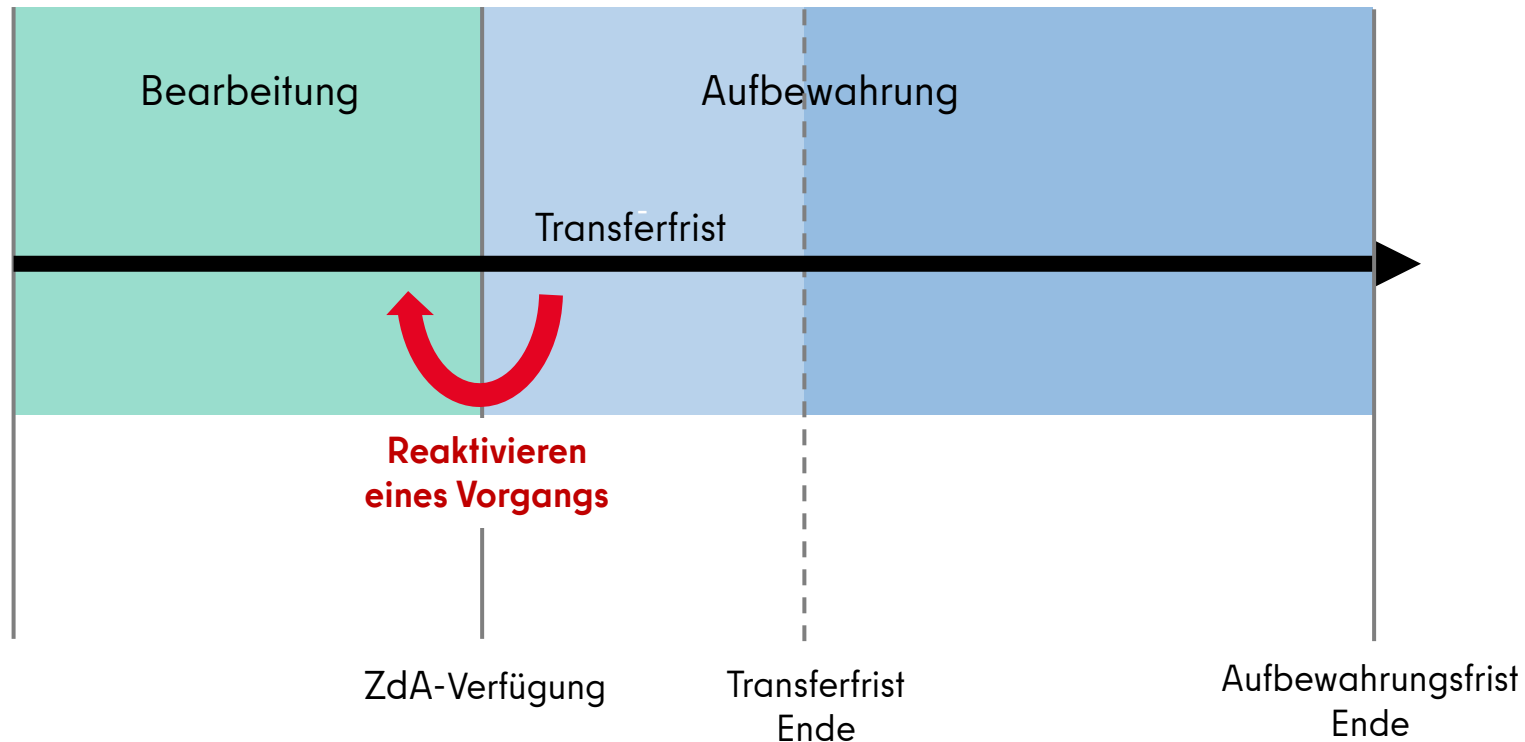 Bearbeitung
Aufbewahrung
Transferfrist
Reaktivieren
eines Vorgangs
ZdA-Verfügung
Transferfrist
Ende
Aufbewahrungsfrist
Ende